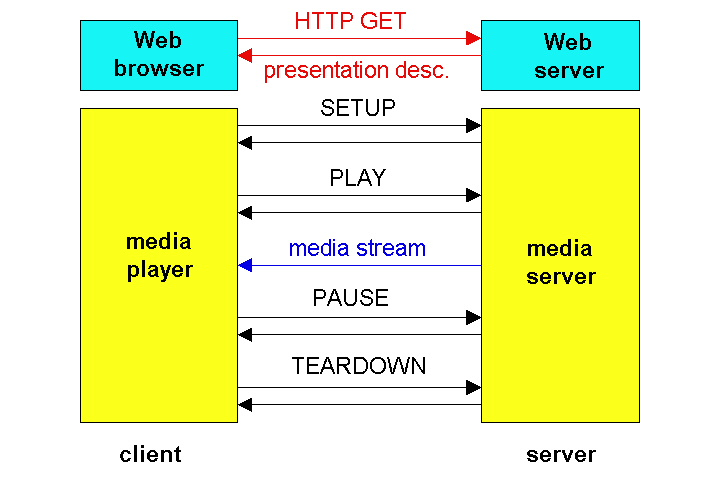 HTTP GET
Web
browser
Web
server
presentation desc.
SETUP
PLAY
media
player
media stream
media
server
PAUSE
TEARDOWN
client
server